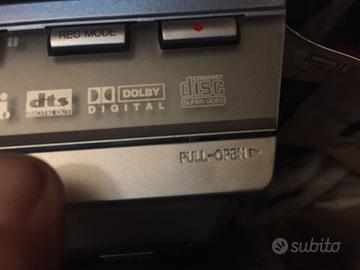 REC MODE
dts
DIGITAL OUT
DOLBY
DIGITAL
COMPACT
disc
SUPER VIDEO
PULL-OPEN
subito